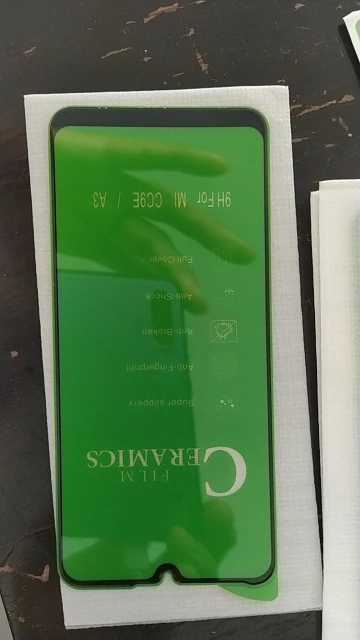 CERAMICS
FILM
Super slippery
Anti-Fingerprint
Anti-Broken
Anti-Shock
Full Cover
9H For MI CC9E / A3